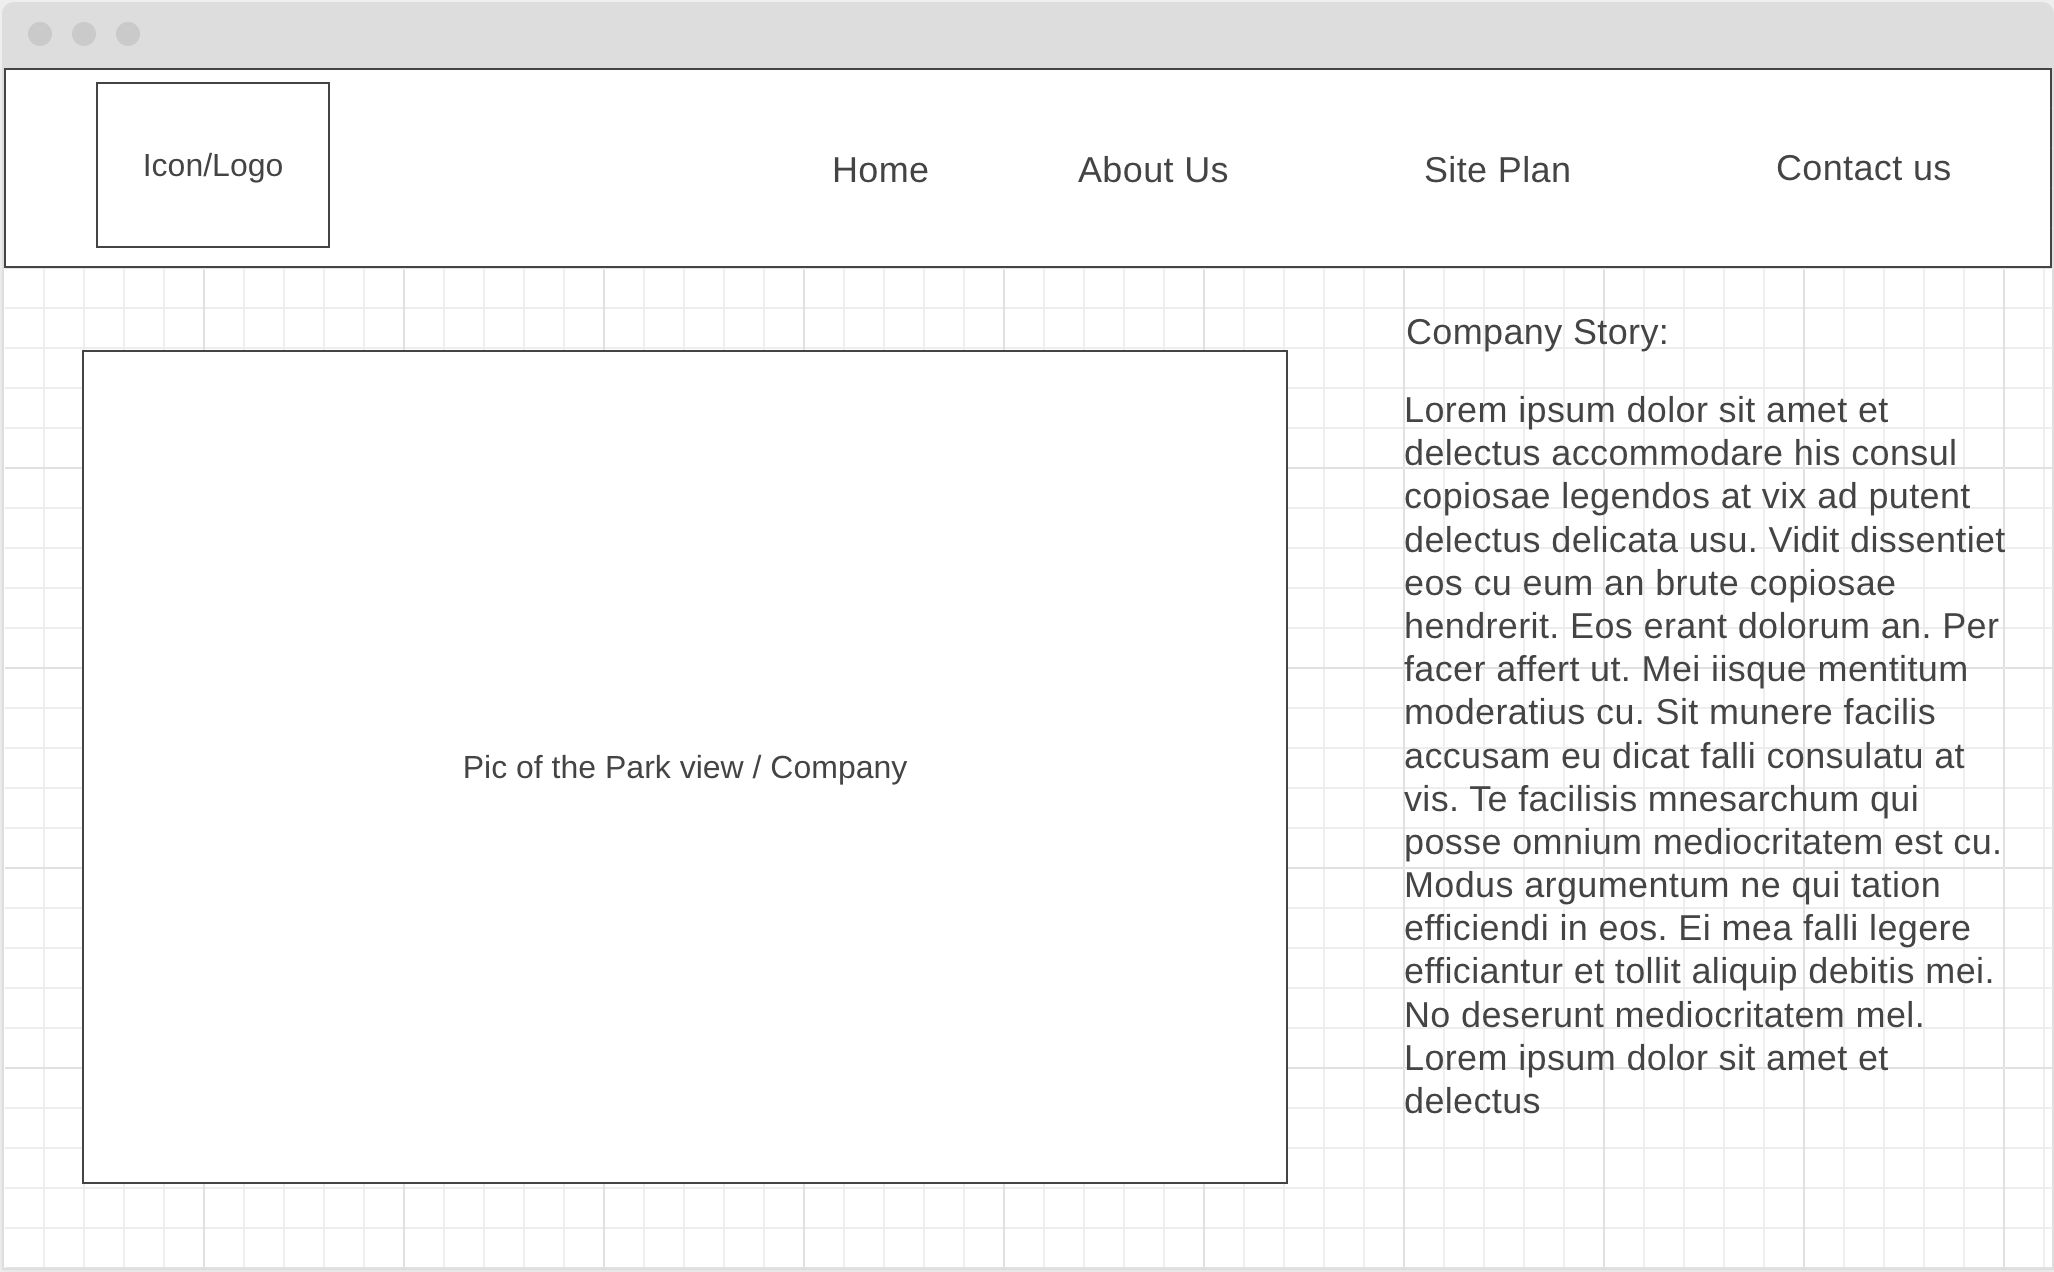 Icon/Logo
Home
About Us
Site Plan
Contact us
Company Story:
Lorem ipsum dolor sit amet et
delectus accommodare his consul
copiosae legendos at vix ad putent
delectus delicata usu. Vidit dissentiet
eos cu eum an brute copiosae
hendrerit. Eos erant dolorum an. Per
facer affert ut. Mei iisque mentitum
moderatius cu. Sit munere facilis
accusam eu dicat falli consulatu at
vis. Te facilisis mnesarchum qui
posse omnium mediocritatem est cu.
Modus argumentum ne qui tation
efficiendi in eos. Ei mea falli legere
efficiantur et tollit aliquip debitis mei.
No deserunt mediocritatem mel.
Lorem ipsum dolor sit amet et
delectus
Pic of the Park view / Company